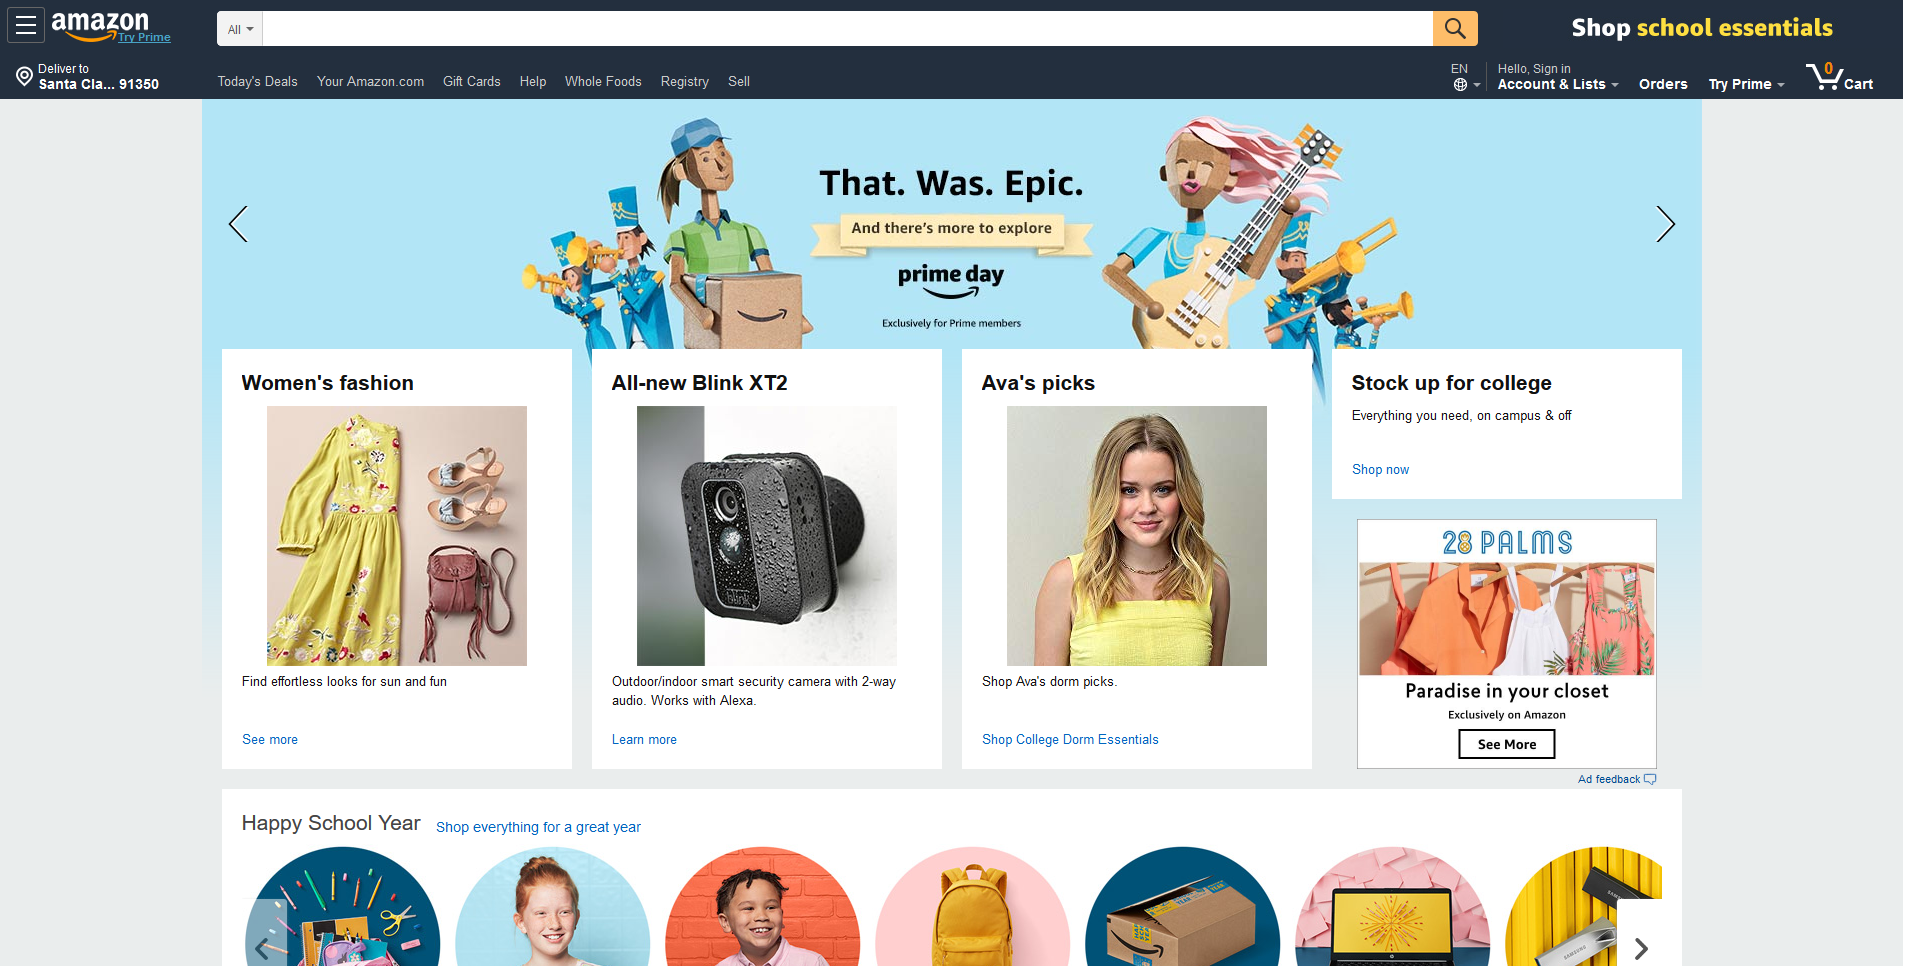 amazon
Try Prime
All
Shop school essentials
Deliver to
Santa Cla... 91350
Today's Deals
Your Amazon.com
Gift Cards
Help
Whole Foods
Registry
Sell
EN
Hello, Sign in
Account & Lists
Orders
Try Prime
0
Cart
That. Was. Epic.
And there's more to explore
prime day
Exclusively for Prime members
Women's fashion
Find effortless looks for sun and fun
See more
All-new Blink XT2
blink
Outdoor/indoor smart security camera with 2-way
audio. Works with Alexa.
Learn more
Ava's picks
Shop Ava's dorm picks.
Shop College Dorm Essentials
Stock up for college
Everything you need, on campus & off
Shop now
28 PALMS
Paradise in your closet
Exclusively on Amazon
See More
Ad feedback
Happy School Year
Shop everything for a great year
SAMSUNG
SAMSUNG